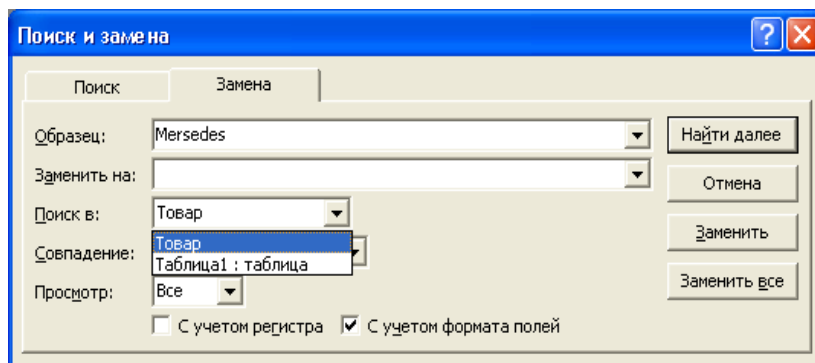 Поиск и замена
Поиск Замена
Образец: Mersedes Найти далее
Заменить на: Отмена
Поиск в: Товар Заменить
Товар
Совпадение:
Таблица1 : таблица
Просмотр: Все Заменить все
С учетом регистра С учетом формата полей